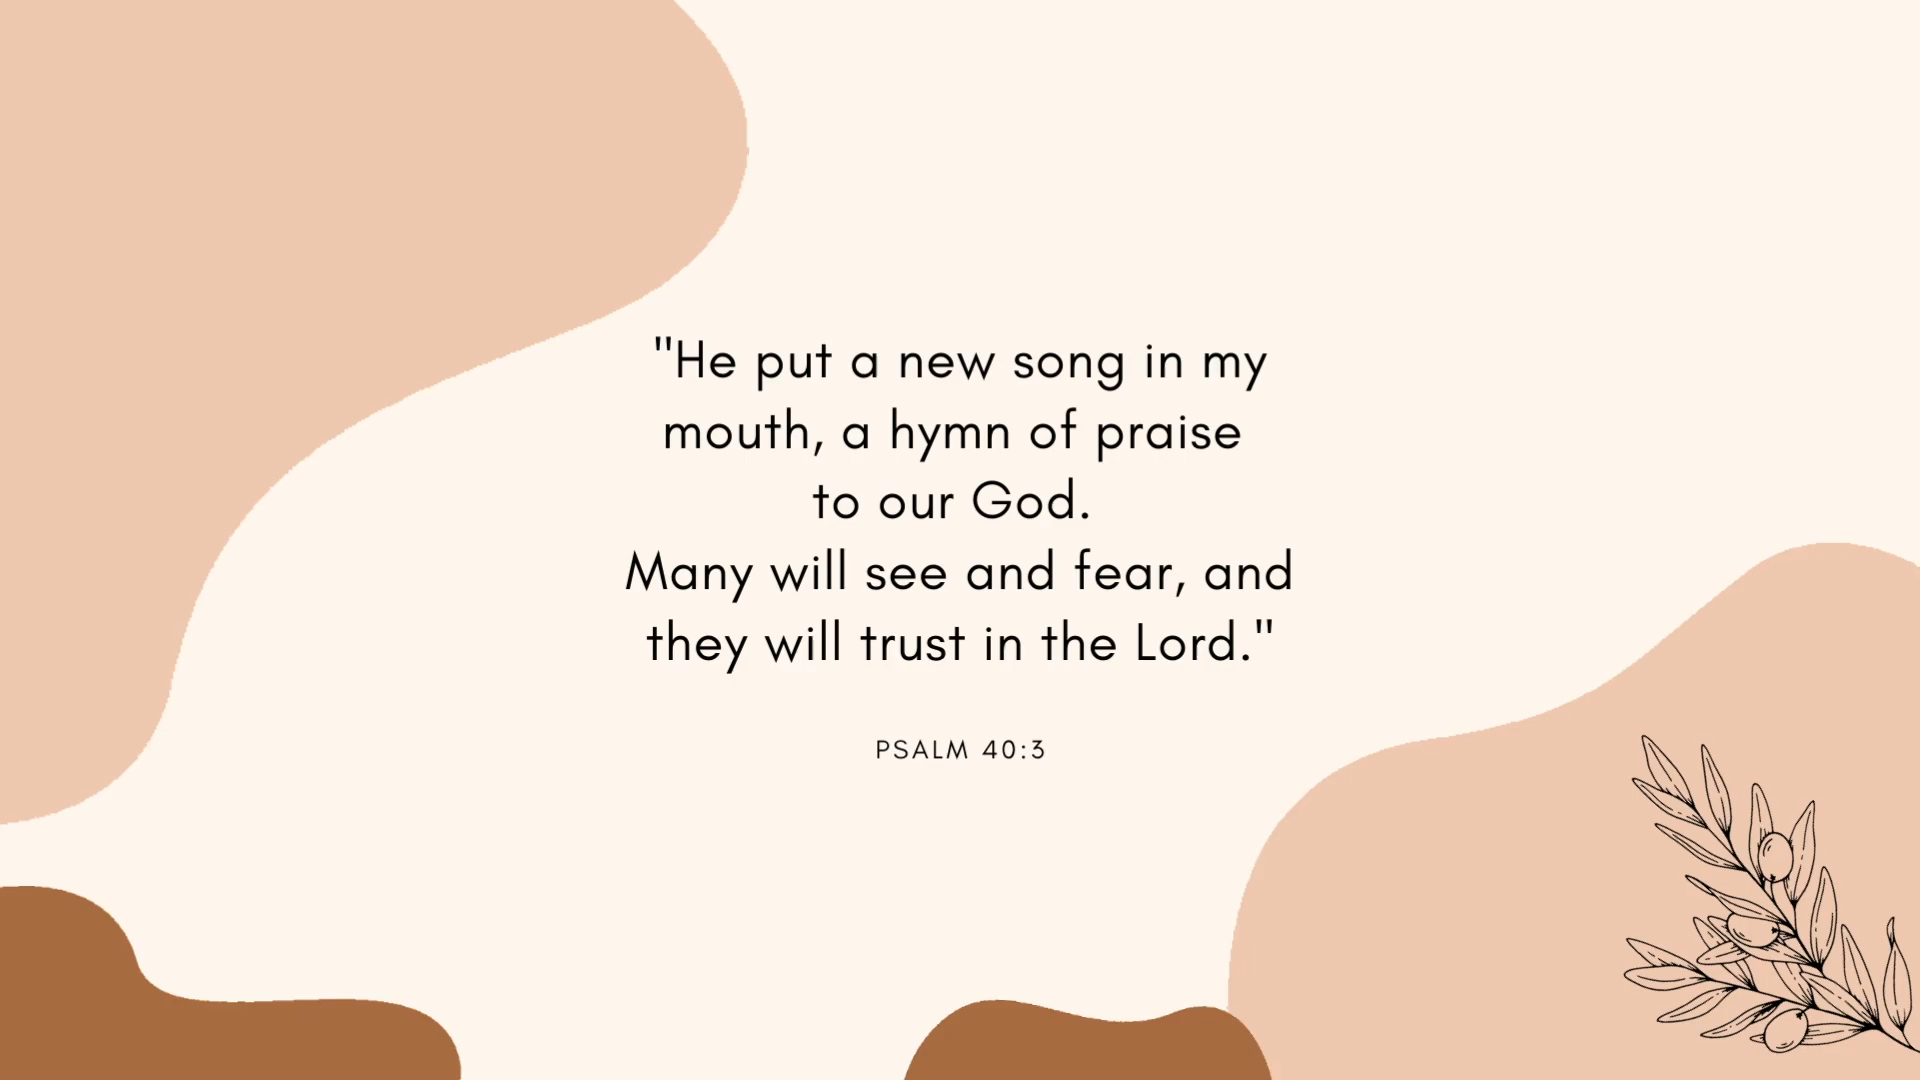 "He put a new song in my
mouth, a hymn of praise
to our God.
Many will see and fear, and
they will trust in the Lord."
PSALM 40:3